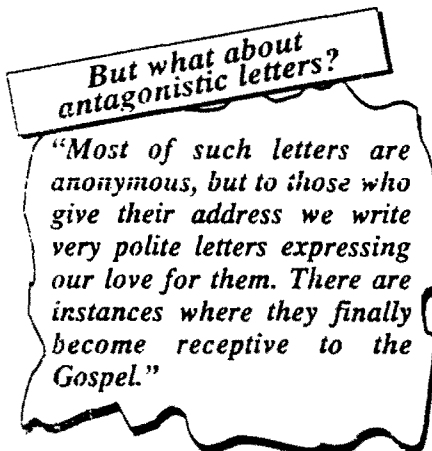 But what about
antagonistic letters?
"Most of such letters are
anonymous, but to those who
give their address we write
very polite letters expressing
our love for them. There are
instances where they finally
become receptive to the
Gospel."